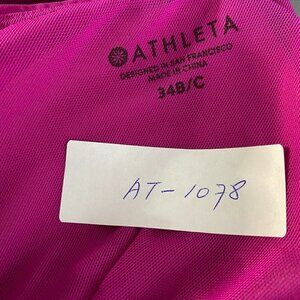 ATHLETA
DESIGNED IN SAN FRANCISCO
MADE IN CHINA
34B/C
AT-1078